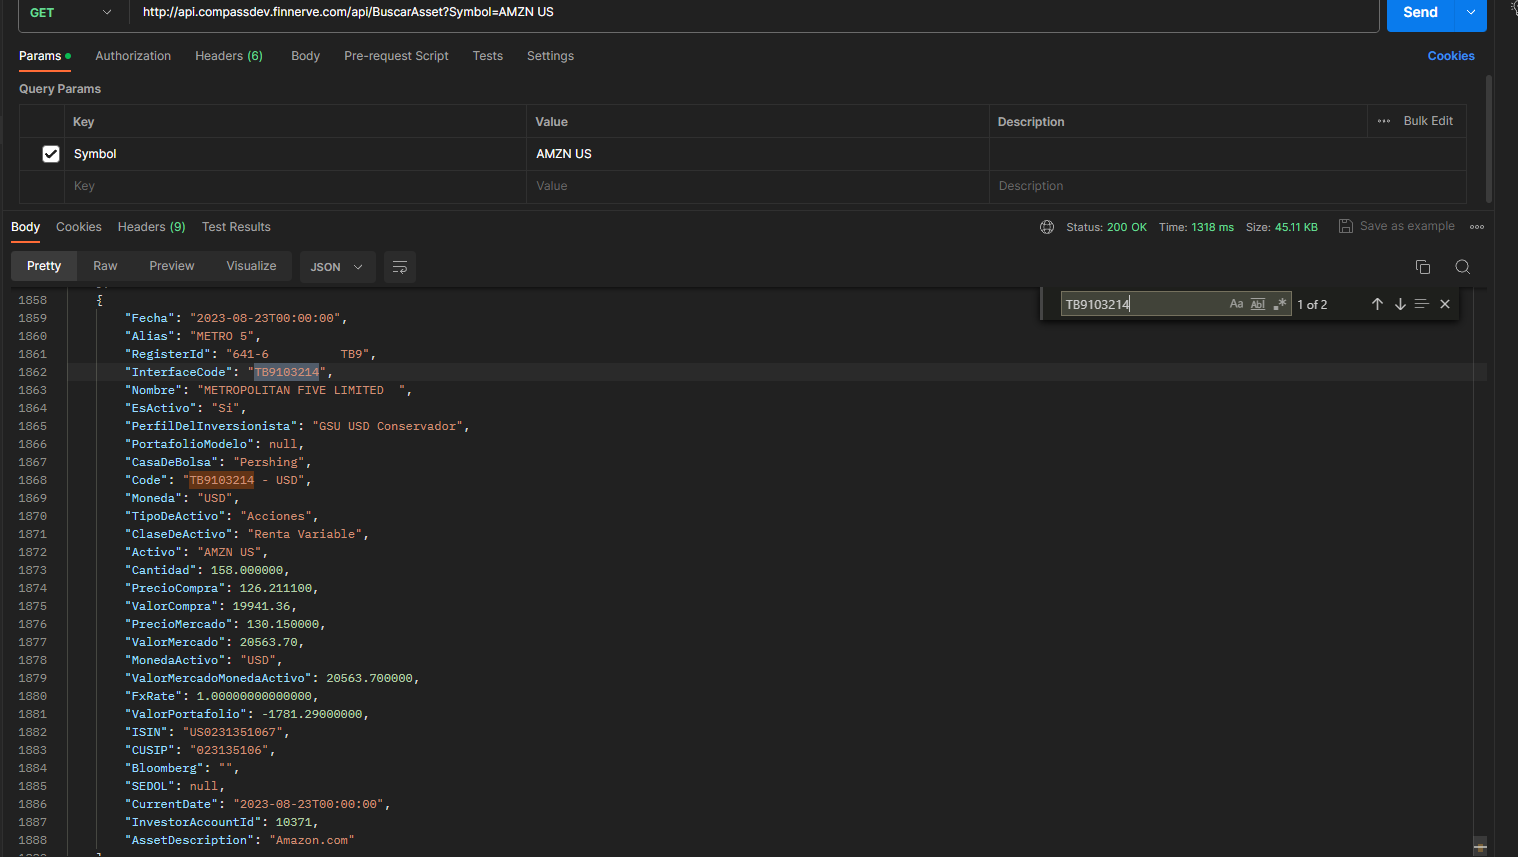 GET http://api.compassdev.finnerve.com/api/BuscarAsset?Symbol=AMZN US Send
Params Authorization Headers (6) Body Pre-request Script Tests Settings Cookies
Query Params
Key Value Description ••• Bulk Edit
Symbol AMZN US
Key Value Description
Body Cookies Headers (9) Test Results Status: 200 OK Time: 1318 ms Size: 45.11 KB Save as example •••
Pretty Raw Preview Visualize JSON
TB9103214 Aa Abl .* 1 of 2
1858 {
1859 "Fecha": "2023-08-23T00:00:00",
1860 "Alias": "METRO 5",
1861 "RegisterId": "641-6          TB9",
1862 "InterfaceCode": "TB9103214",
1863 "Nombre": "METROPOLITAN FIVE LIMITED  ",
1864 "EsActivo": "Si",
1865 "PerfilDelInversionista": "GSU USD Conservador",
1866 "PortafolioModelo": null,
1867 "CasaDeBolsa": "Pershing",
1868 "Code": "TB9103214 - USD",
1869 "Moneda": "USD",
1870 "TipoDeActivo": "Acciones",
1871 "ClaseDeActivo": "Renta Variable",
1872 "Activo": "AMZN US",
1873 "Cantidad": 158.000000,
1874 "PrecioCompra": 126.211100,
1875 "ValorCompra": 19941.36,
1876 "PrecioMercado": 130.150000,
1877 "ValorMercado": 20563.70,
1878 "MonedaActivo": "USD",
1879 "ValorMercadoMonedaActivo": 20563.700000,
1880 "FxRate": 1.00000000000000,
1881 "ValorPortafolio": -1781.29000000,
1882 "ISIN": "US0231351067",
1883 "CUSIP": "023135106",
1884 "Bloomberg": "",
1885 "SEDOL": null,
1886 "CurrentDate": "2023-08-23T00:00:00",
1887 "InvestorAccountId": 10371,
1888 "AssetDescription": "Amazon.com"